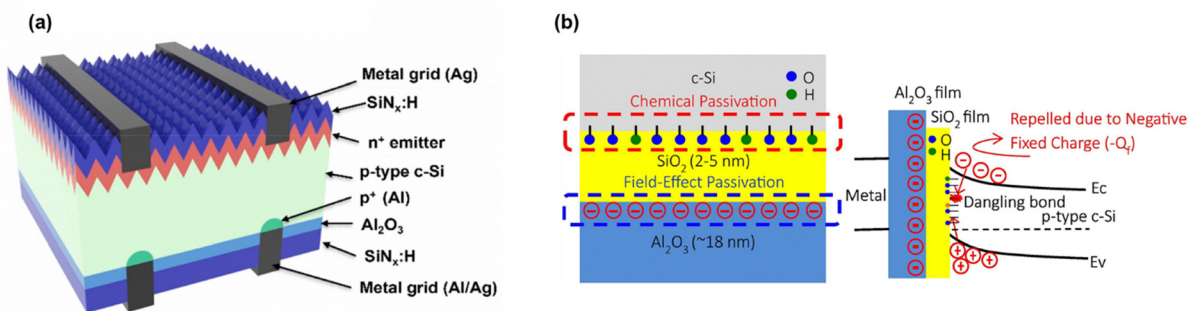 (a)
Metal grid (Ag)
SiNₓ:H
n⁺ emitter
p-type c-Si
p⁺ (Al)
Al₂O₃
SiNₓ:H
Metal grid (Al/Ag)
(b)
c-Si
O
H
Chemical Passivation
SiO₂ (2-5 nm)
Field-Effect Passivation
Al₂O₃ (~18 nm)
Al₂O₃ film
SiO₂ film
O
H
Repelled due to Negative
Fixed Charge (-Qf)
Metal
Ec
Dangling bond
p-type c-Si
Ev